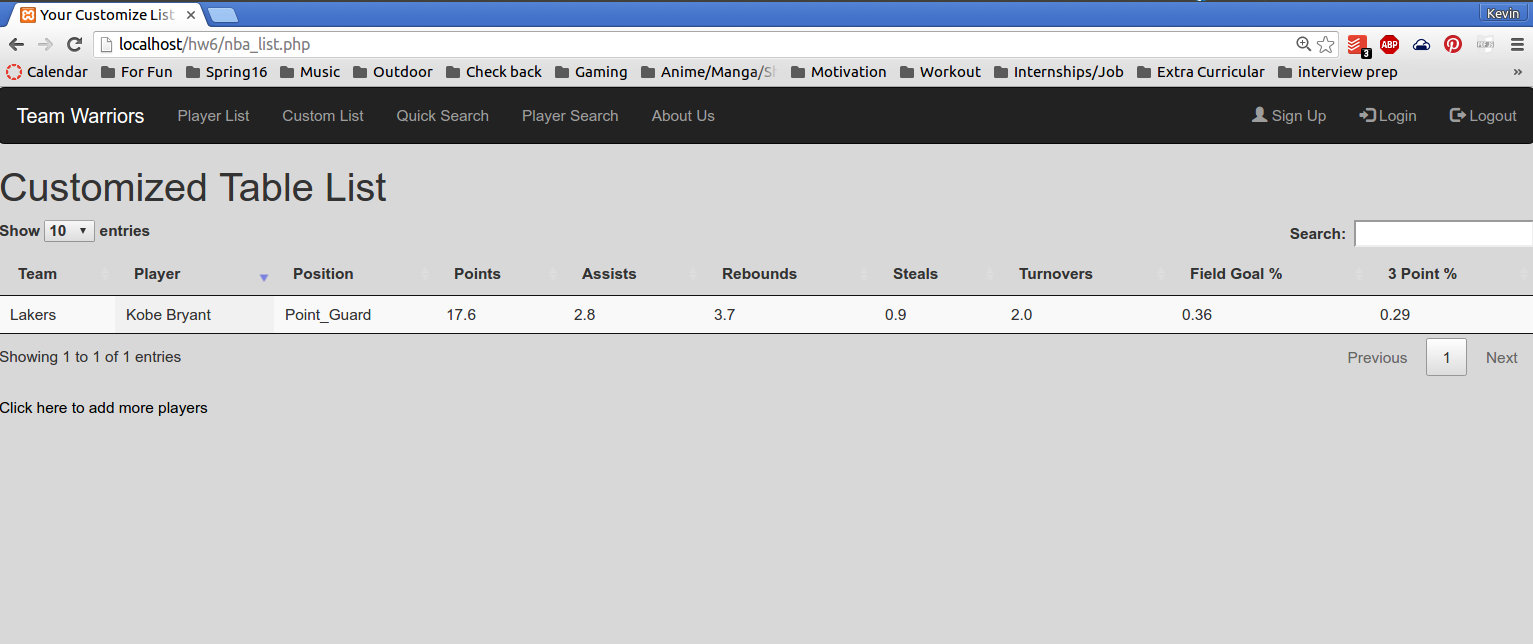 Your Customize List
Kevin
localhost/hw6/nba_list.php
3
ABP
Calendar For Fun Spring16 Music Outdoor Check back Gaming Anime/Manga/Sh Motivation Workout Internships/Job Extra Curricular interview prep »
Team Warriors Player List Custom List Quick Search Player Search About Us Sign Up Login Logout
Customized Table List
Show 10 entries Search:
Team Player Position Points Assists Rebounds Steals Turnovers Field Goal % 3 Point %
Lakers Kobe Bryant Point_Guard 17.6 2.8 3.7 0.9 2.0 0.36 0.29
Showing 1 to 1 of 1 entries Previous 1 Next
Click here to add more players